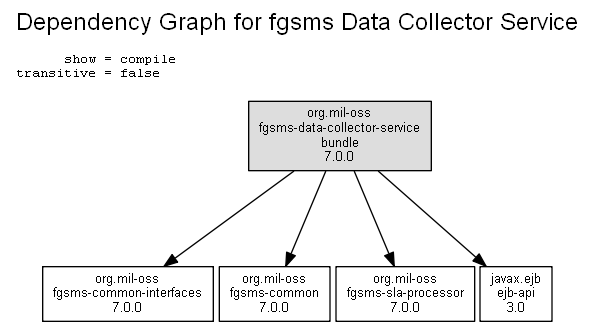 Dependency Graph for fgsms Data Collector Service
show = compile
transitive = false
org.mil-oss
fgsms-data-collector-service
bundle
7.0.0
org.mil-oss
fgsms-common-interfaces
7.0.0
org.mil-oss
fgsms-common
7.0.0
org.mil-oss
fgsms-sla-processor
7.0.0
javax.ejb
ejb-api
3.0